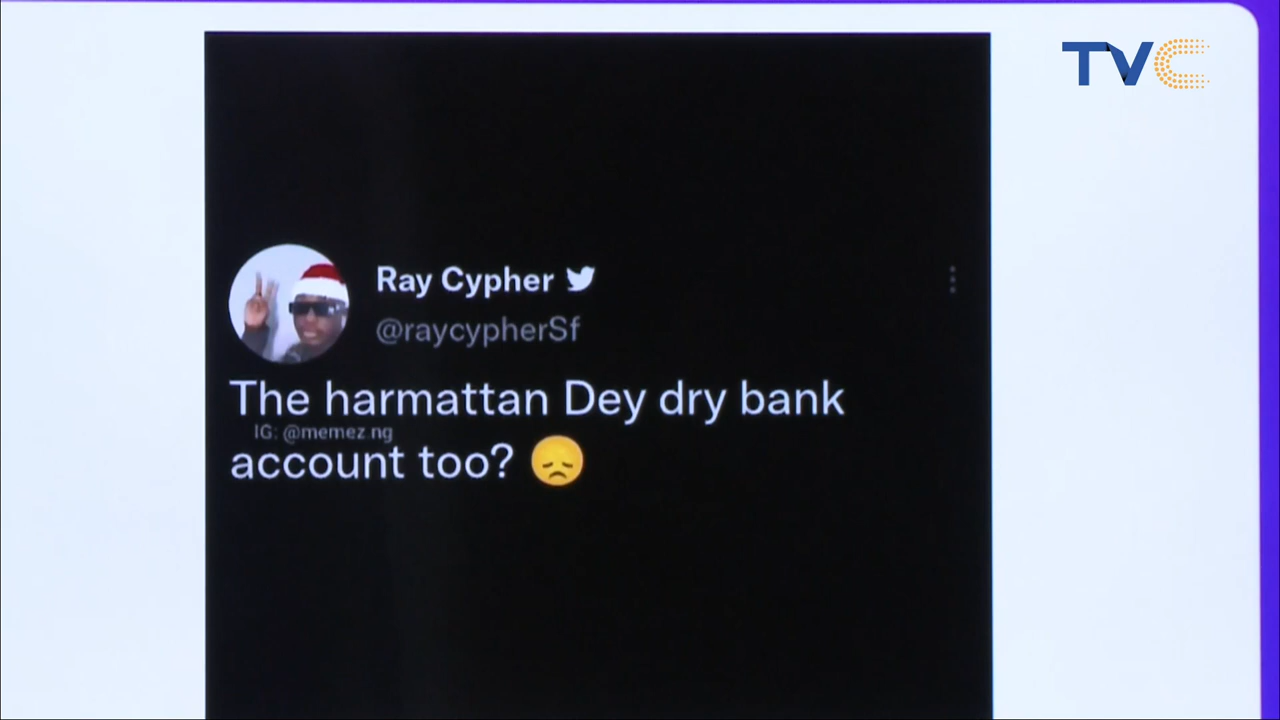 TVC
Ray Cypher
@raycypherSf
The harmattan Dey dry bank
IG: @memez.ng
account too? 😞